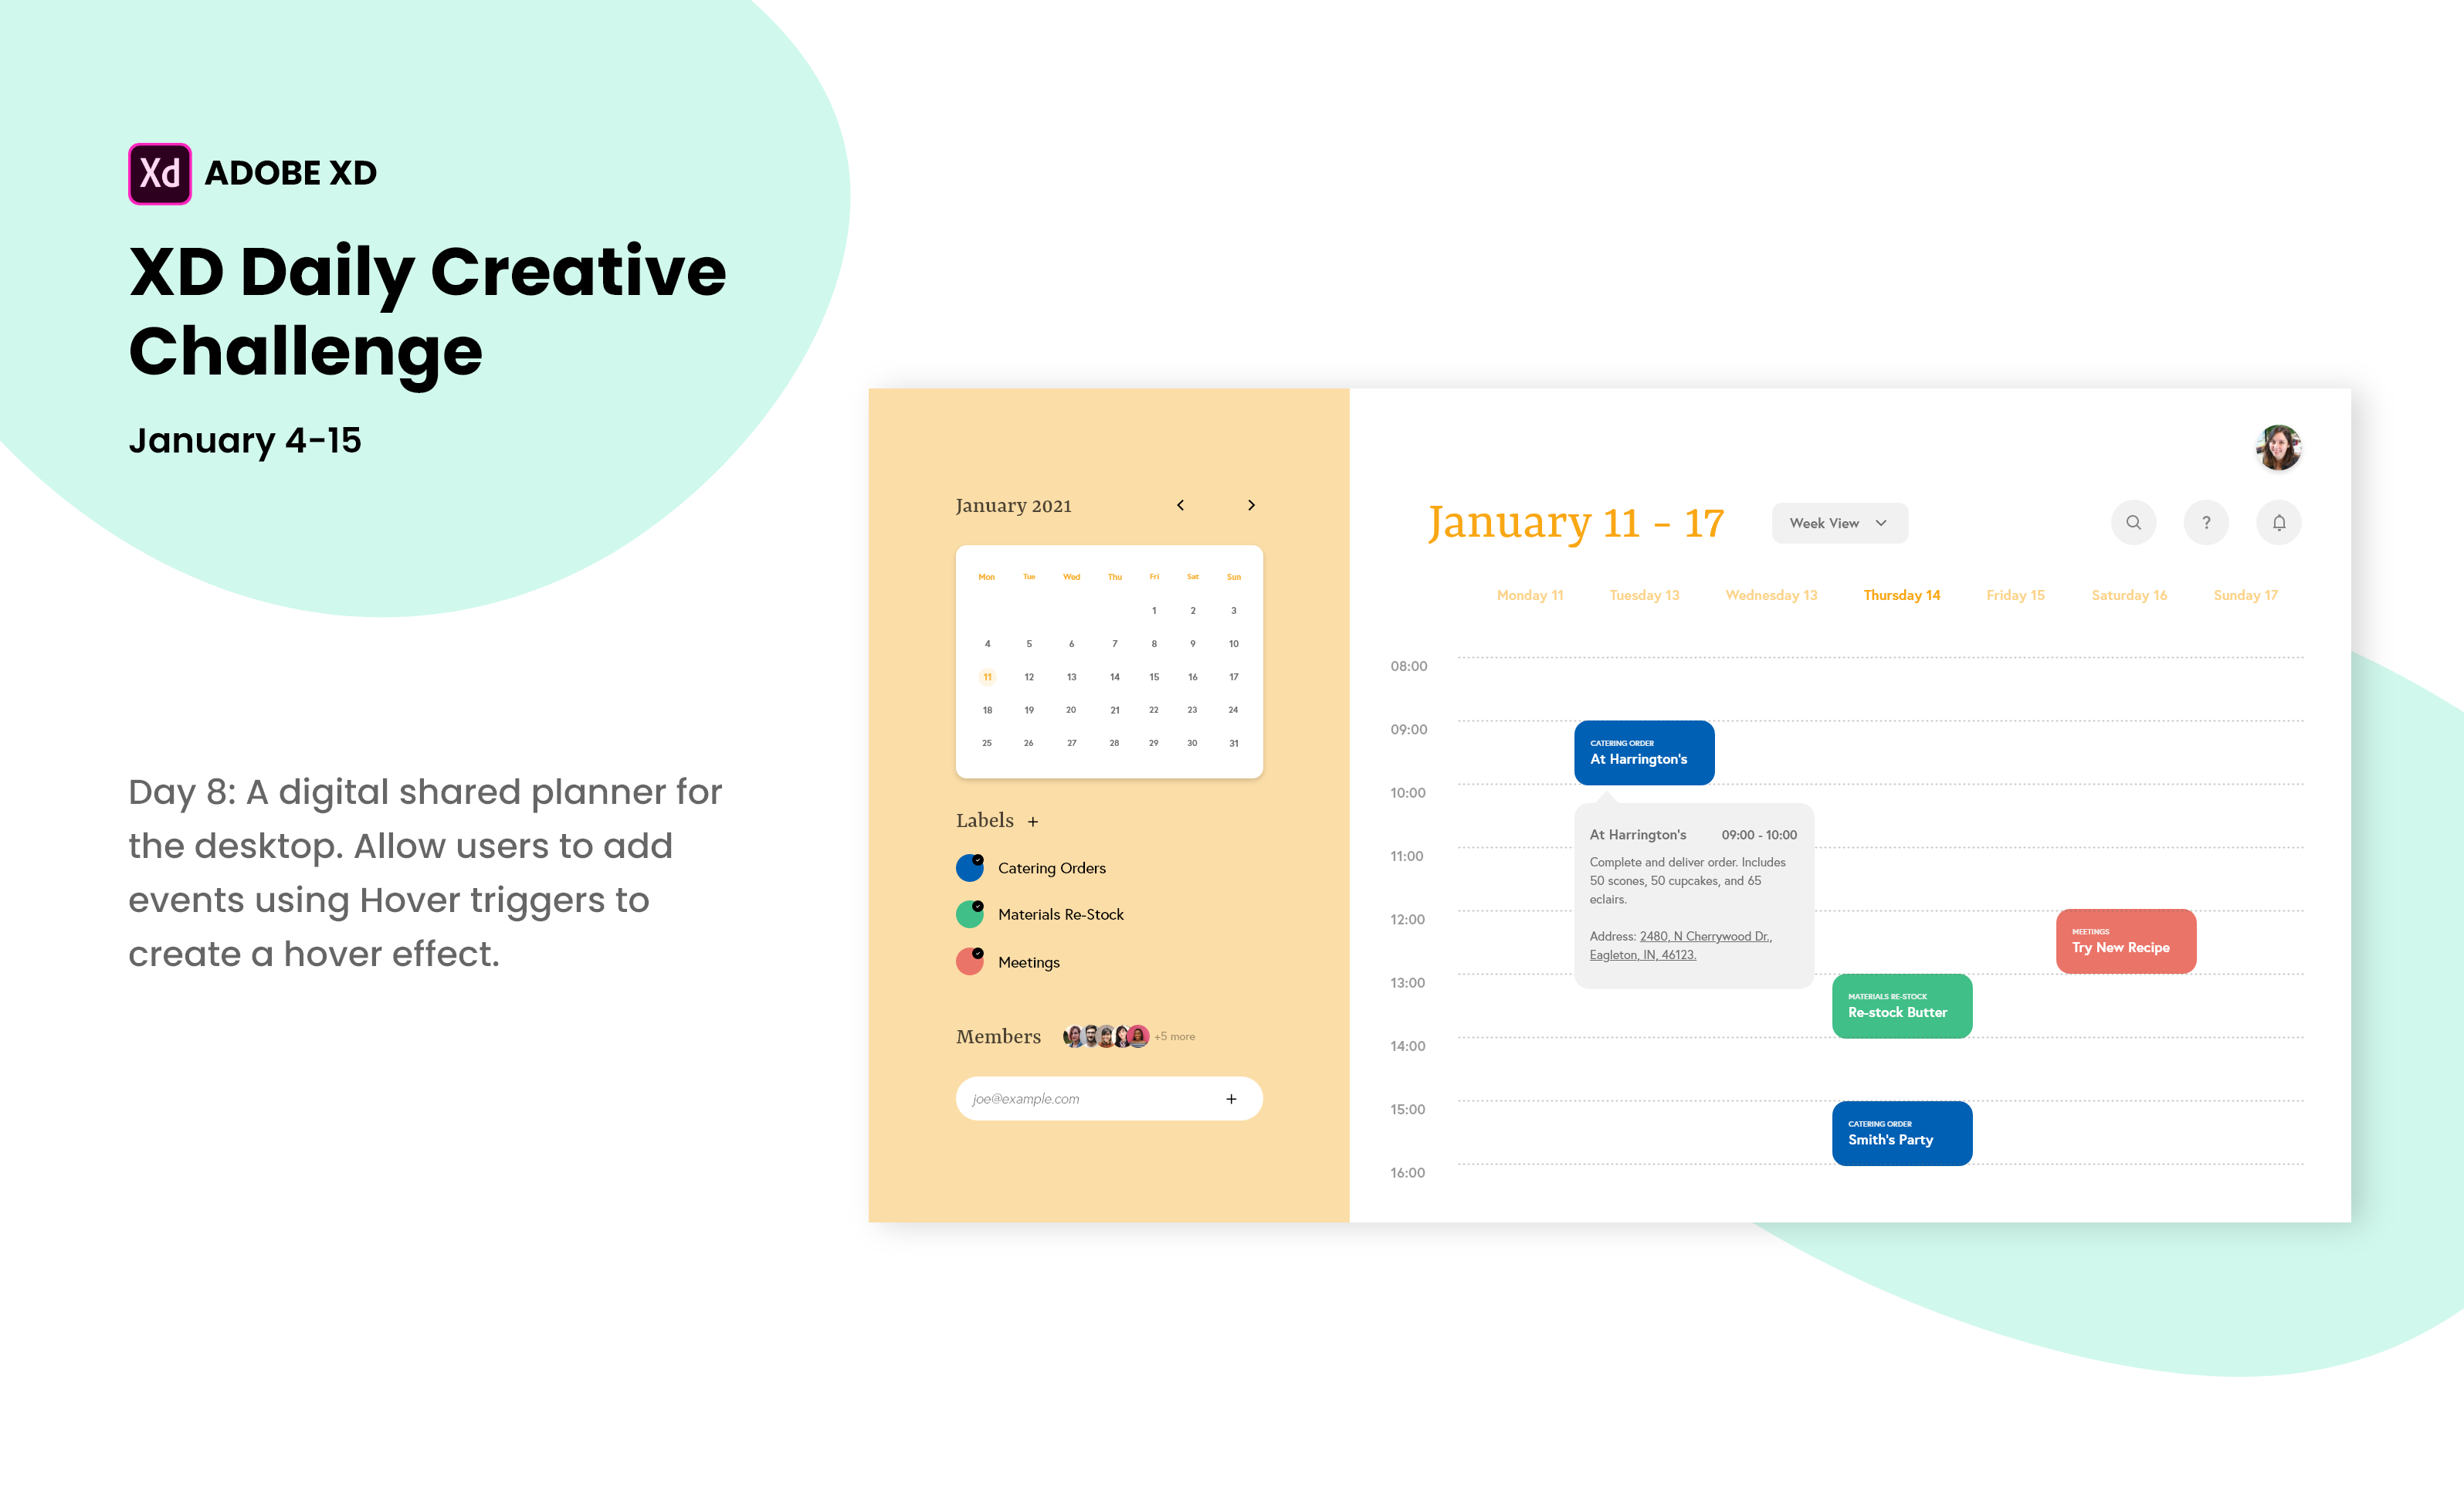 Xd ADOBE XD
XD Daily Creative
Challenge
January 4-15
Day 8: A digital shared planner for
the desktop. Allow users to add
events using Hover triggers to
create a hover effect.
January 2021
Mon Tue Wed Thu Fri Sat Sun
1 2 3
4 5 6 7 8 9 10
11 12 13 14 15 16 17
18 19 20 21 22 23 24
25 26 27 28 29 30 31
Labels +
Catering Orders
Materials Re-Stock
Meetings
Members +5 more
joe@example.com +
January 11 - 17 Week View ?
Monday 11 Tuesday 13 Wednesday 13 Thursday 14 Friday 15 Saturday 16 Sunday 17
08:00
09:00
CATERING ORDER
At Harrington's
10:00
At Harrington's 09:00 - 10:00
11:00
Complete and deliver order. Includes
50 scones, 50 cupcakes, and 65
eclairs.
12:00
Address: 2480, N Cherrywood Dr.,
Eagleton, IN, 46123.
MEETINGS
Try New Recipe
13:00
MATERIALS RE-STOCK
Re-stock Butter
14:00
15:00
CATERING ORDER
Smith's Party
16:00